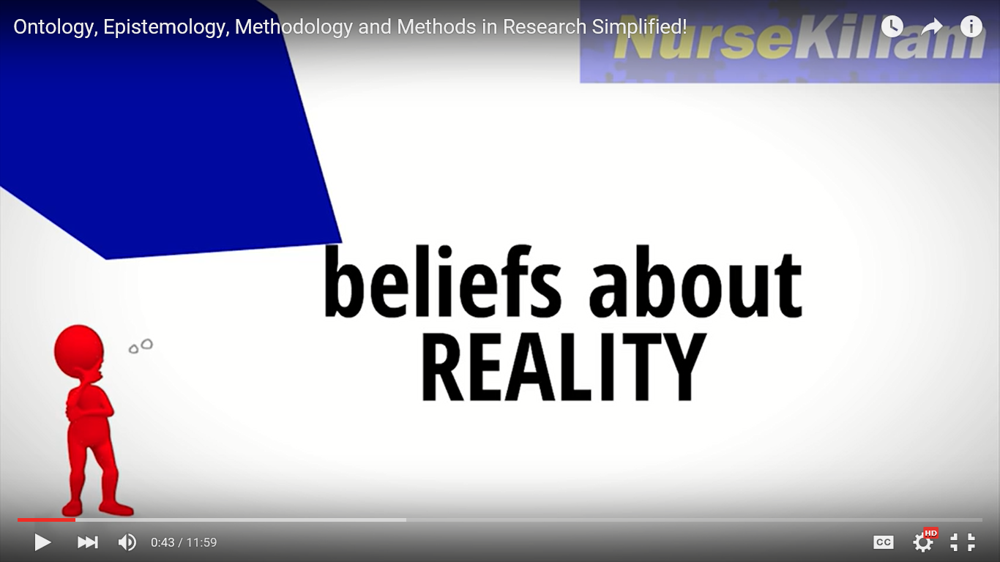 Ontology, Epistemology, Methodology and Methods in Research Simplified!
NurseKillam
beliefs about
REALITY
0:43 / 11:59
CC
HD